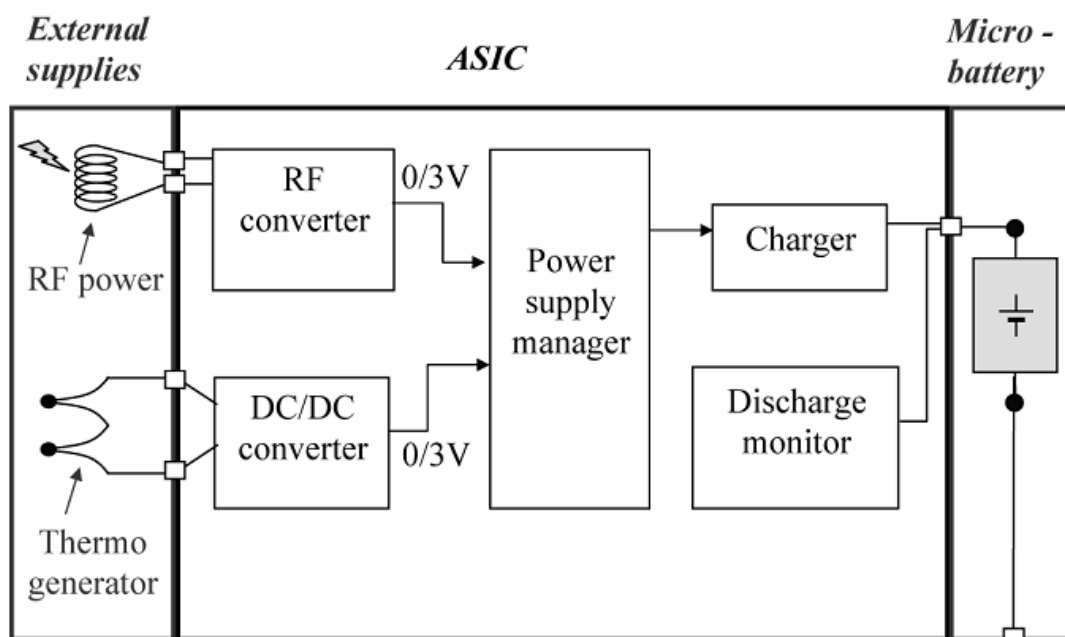 External
supplies
ASIC
Micro -
battery
RF power
RF
converter
0/3V
Power
supply
manager
Charger
Thermo
generator
DC/DC
converter
0/3V
Discharge
monitor